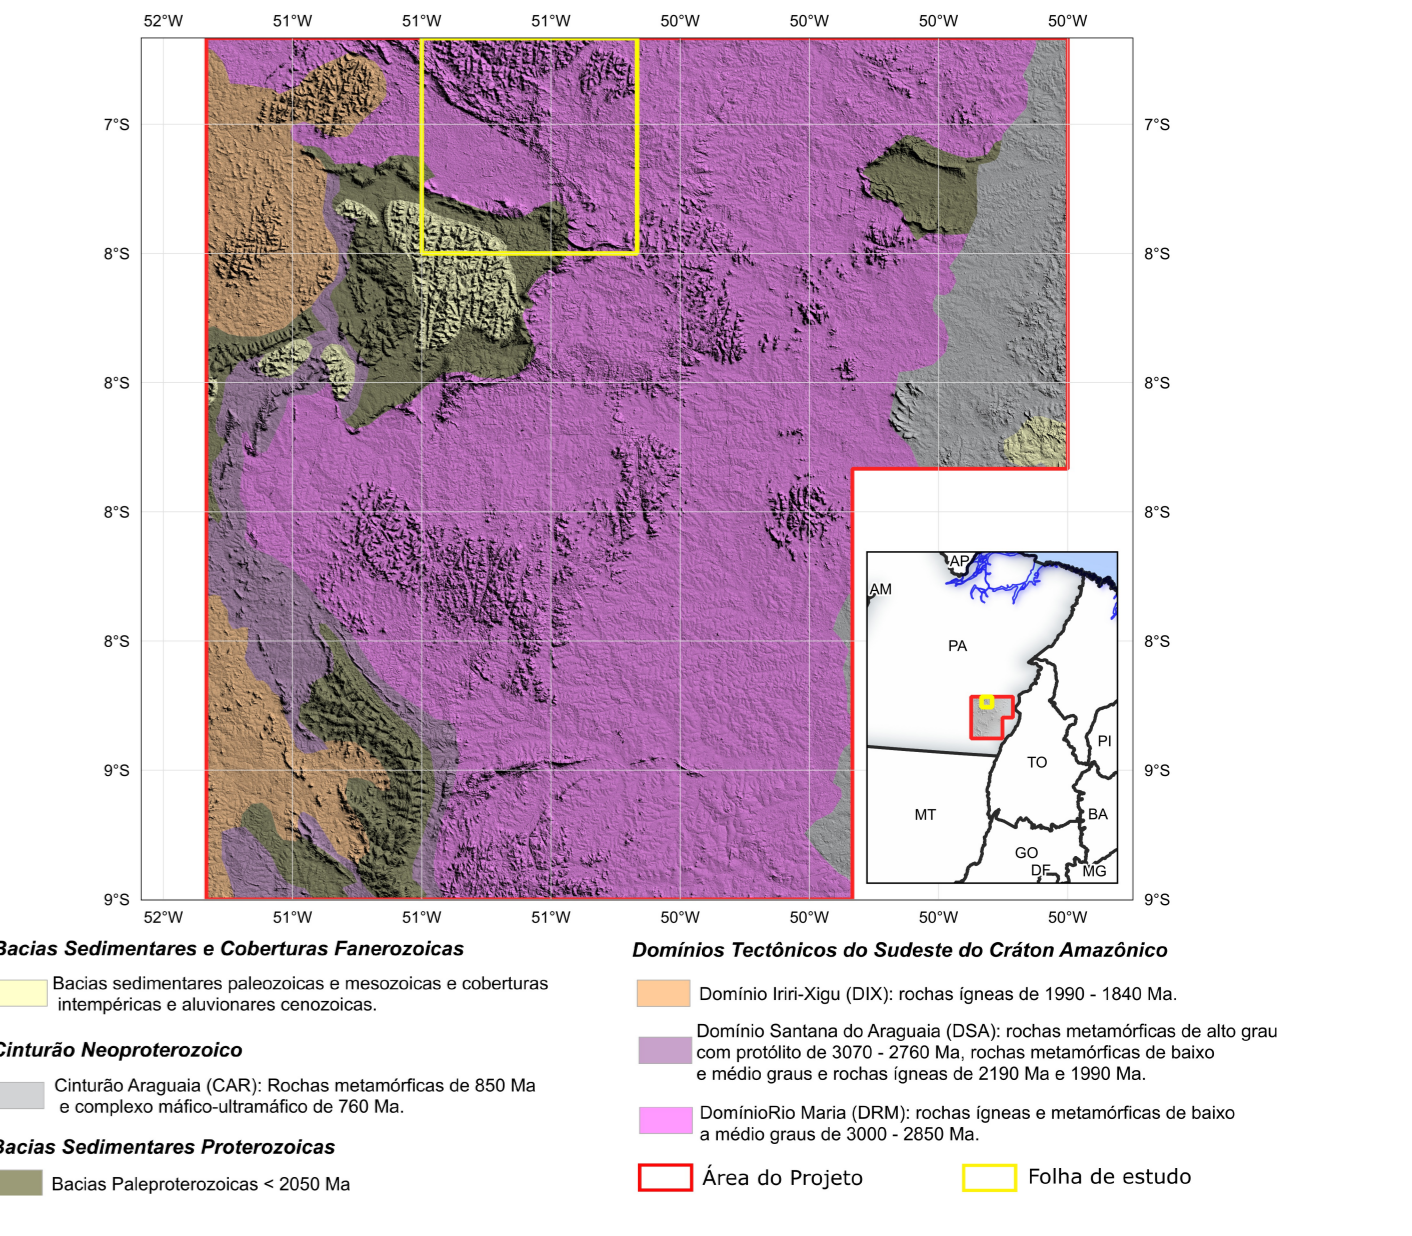 52°W 51°W 51°W 51°W 50°W 50°W 50°W 50°W
7°S 7°S
8°S 8°S
8°S 8°S
8°S 8°S
8°S 8°S
9°S 9°S
9°S 9°S
AP
AM
PA
PI
TO
MT
BA
GO
DF
MG
52°W 51°W 51°W 51°W 50°W 50°W 50°W 50°W
Bacias Sedimentares e Coberturas Fanerozoicas
Bacias sedimentares paleozoicas e mesozoicas e coberturas
intempéricas e aluvionares cenozoicas.
Cinturão Neoproterozoico
Cinturão Araguaia (CAR): Rochas metamórficas de 850 Ma
e complexo máfico-ultramáfico de 760 Ma.
Bacias Sedimentares Proterozoicas
Bacias Paleproterozoicas < 2050 Ma
Domínios Tectônicos do Sudeste do Cráton Amazônico
Domínio Iriri-Xigu (DIX): rochas ígneas de 1990 - 1840 Ma.
Domínio Santana do Araguaia (DSA): rochas metamórficas de alto grau
com protólito de 3070 - 2760 Ma, rochas metamórficas de baixo
e médio graus e rochas ígneas de 2190 Ma e 1990 Ma.
DomínioRio Maria (DRM): rochas ígneas e metamórficas de baixo
a médio graus de 3000 - 2850 Ma.
Área do Projeto
Folha de estudo